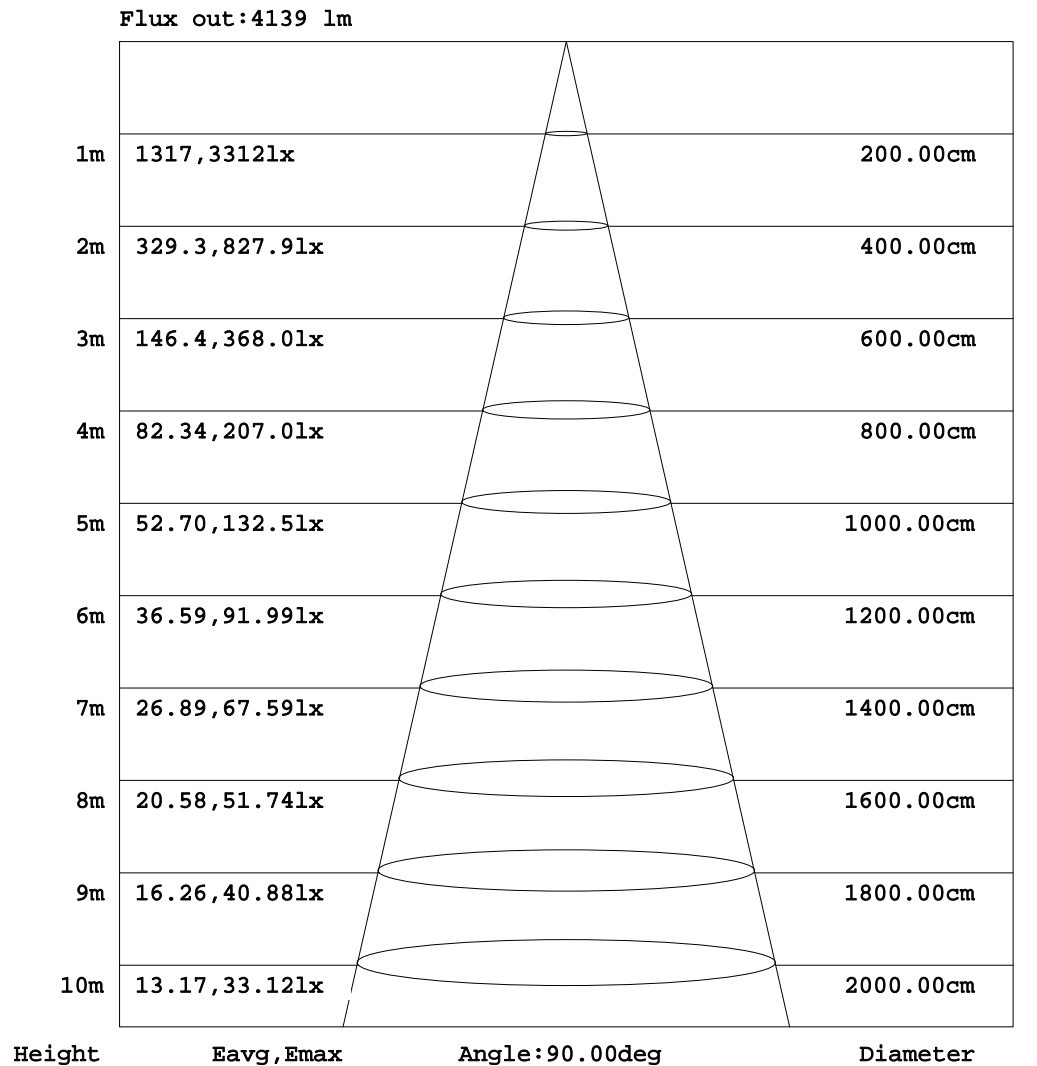 Flux out:4139 lm
1m 1317,3312lx 200.00cm
2m 329.3,827.9lx 400.00cm
3m 146.4,368.0lx 600.00cm
4m 82.34,207.0lx 800.00cm
5m 52.70,132.5lx 1000.00cm
6m 36.59,91.99lx 1200.00cm
7m 26.89,67.59lx 1400.00cm
8m 20.58,51.74lx 1600.00cm
9m 16.26,40.88lx 1800.00cm
10m 13.17,33.12lx 2000.00cm
Height Eavg,Emax Angle:90.00deg Diameter